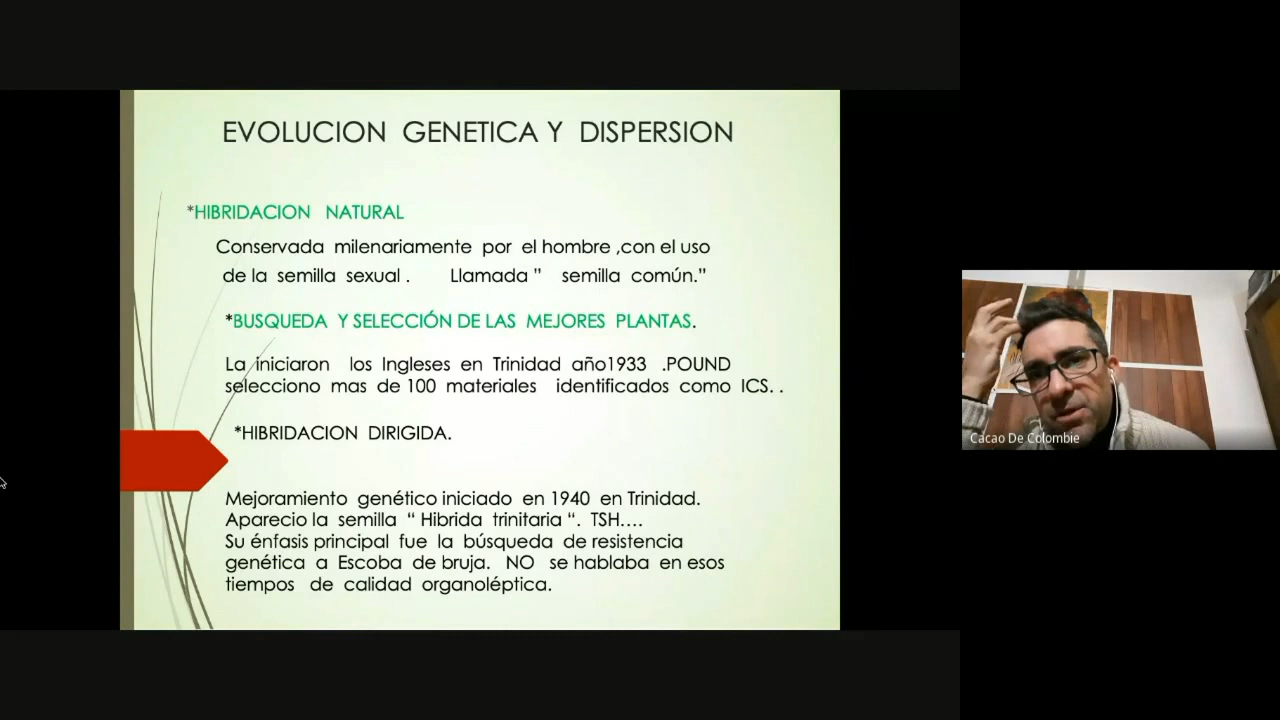 EVOLUCION GENETICA Y DISPERSION
*HIBRIDACION NATURAL
Conservada milenariamente por el hombre ,con el uso
de la semilla sexual . Llamada ” semilla común.”
*BUSQUEDA Y SELECCIÓN DE LAS MEJORES PLANTAS.
La iniciaron los Ingleses en Trinidad año1933 .POUND
selecciono mas de 100 materiales identificados como ICS. .
*HIBRIDACION DIRIGIDA.
Mejoramiento genético iniciado en 1940 en Trinidad.
Aparecio la semilla “ Hibrida trinitaria “. TSH....
Su énfasis principal fue la búsqueda de resistencia
genética a Escoba de bruja. NO se hablaba en esos
tiempos de calidad organoléptica.
Cacao De Colombie